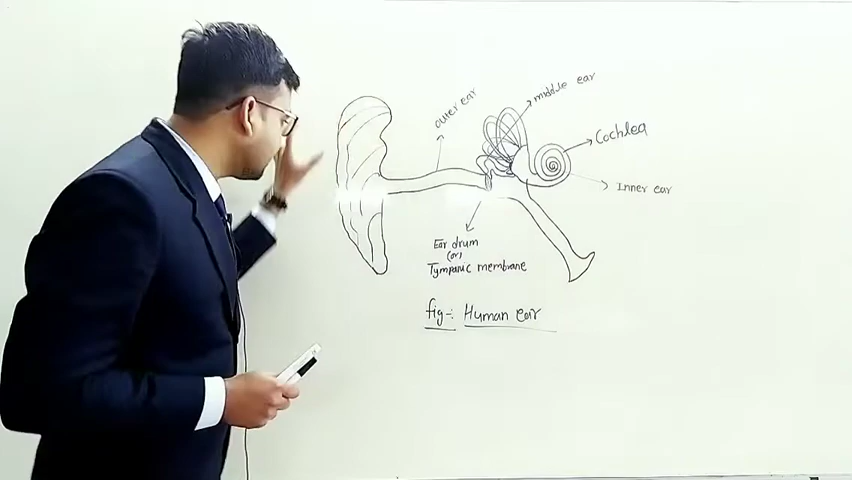 outer ear
middle ear
Cochlea
Inner ear
Ear drum
(or)
Tympanic membrane
fig-: Human ear